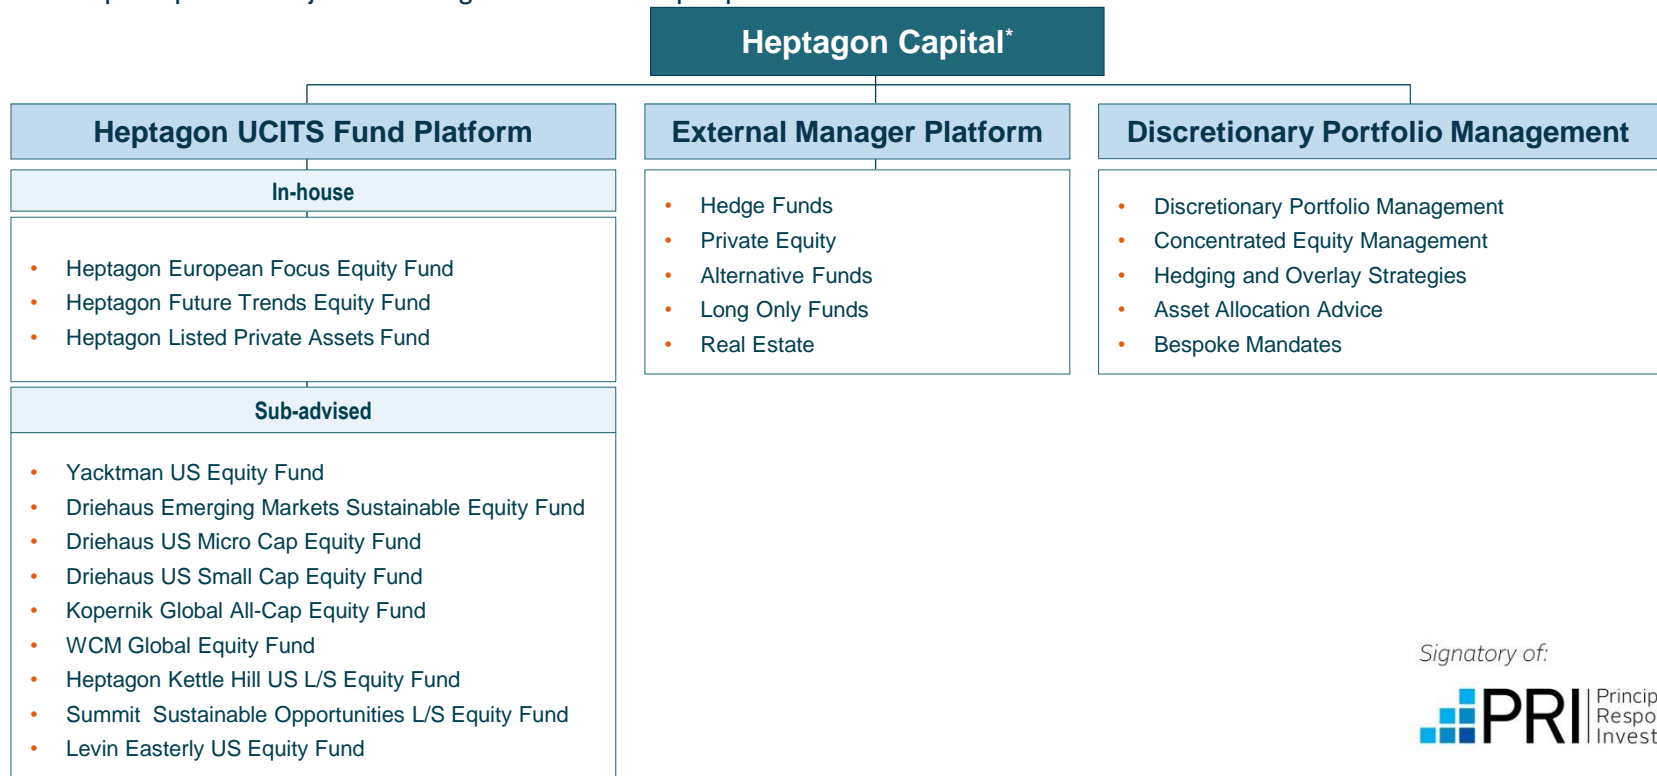 Heptagon Capital*
Heptagon UCITS Fund Platform
In-house
• Heptagon European Focus Equity Fund
• Heptagon Future Trends Equity Fund
• Heptagon Listed Private Assets Fund
Sub-advised
• Yacktman US Equity Fund
• Driehaus Emerging Markets Sustainable Equity Fund
• Driehaus US Micro Cap Equity Fund
• Driehaus US Small Cap Equity Fund
• Kopernik Global All-Cap Equity Fund
• WCM Global Equity Fund
• Heptagon Kettle Hill US L/S Equity Fund
• Summit Sustainable Opportunities L/S Equity Fund
• Levin Easterly US Equity Fund
External Manager Platform
• Hedge Funds
• Private Equity
• Alternative Funds
• Long Only Funds
• Real Estate
Discretionary Portfolio Management
• Discretionary Portfolio Management
• Concentrated Equity Management
• Hedging and Overlay Strategies
• Asset Allocation Advice
• Bespoke Mandates
Signatory of:
PRI
Princip
Respo
Invest